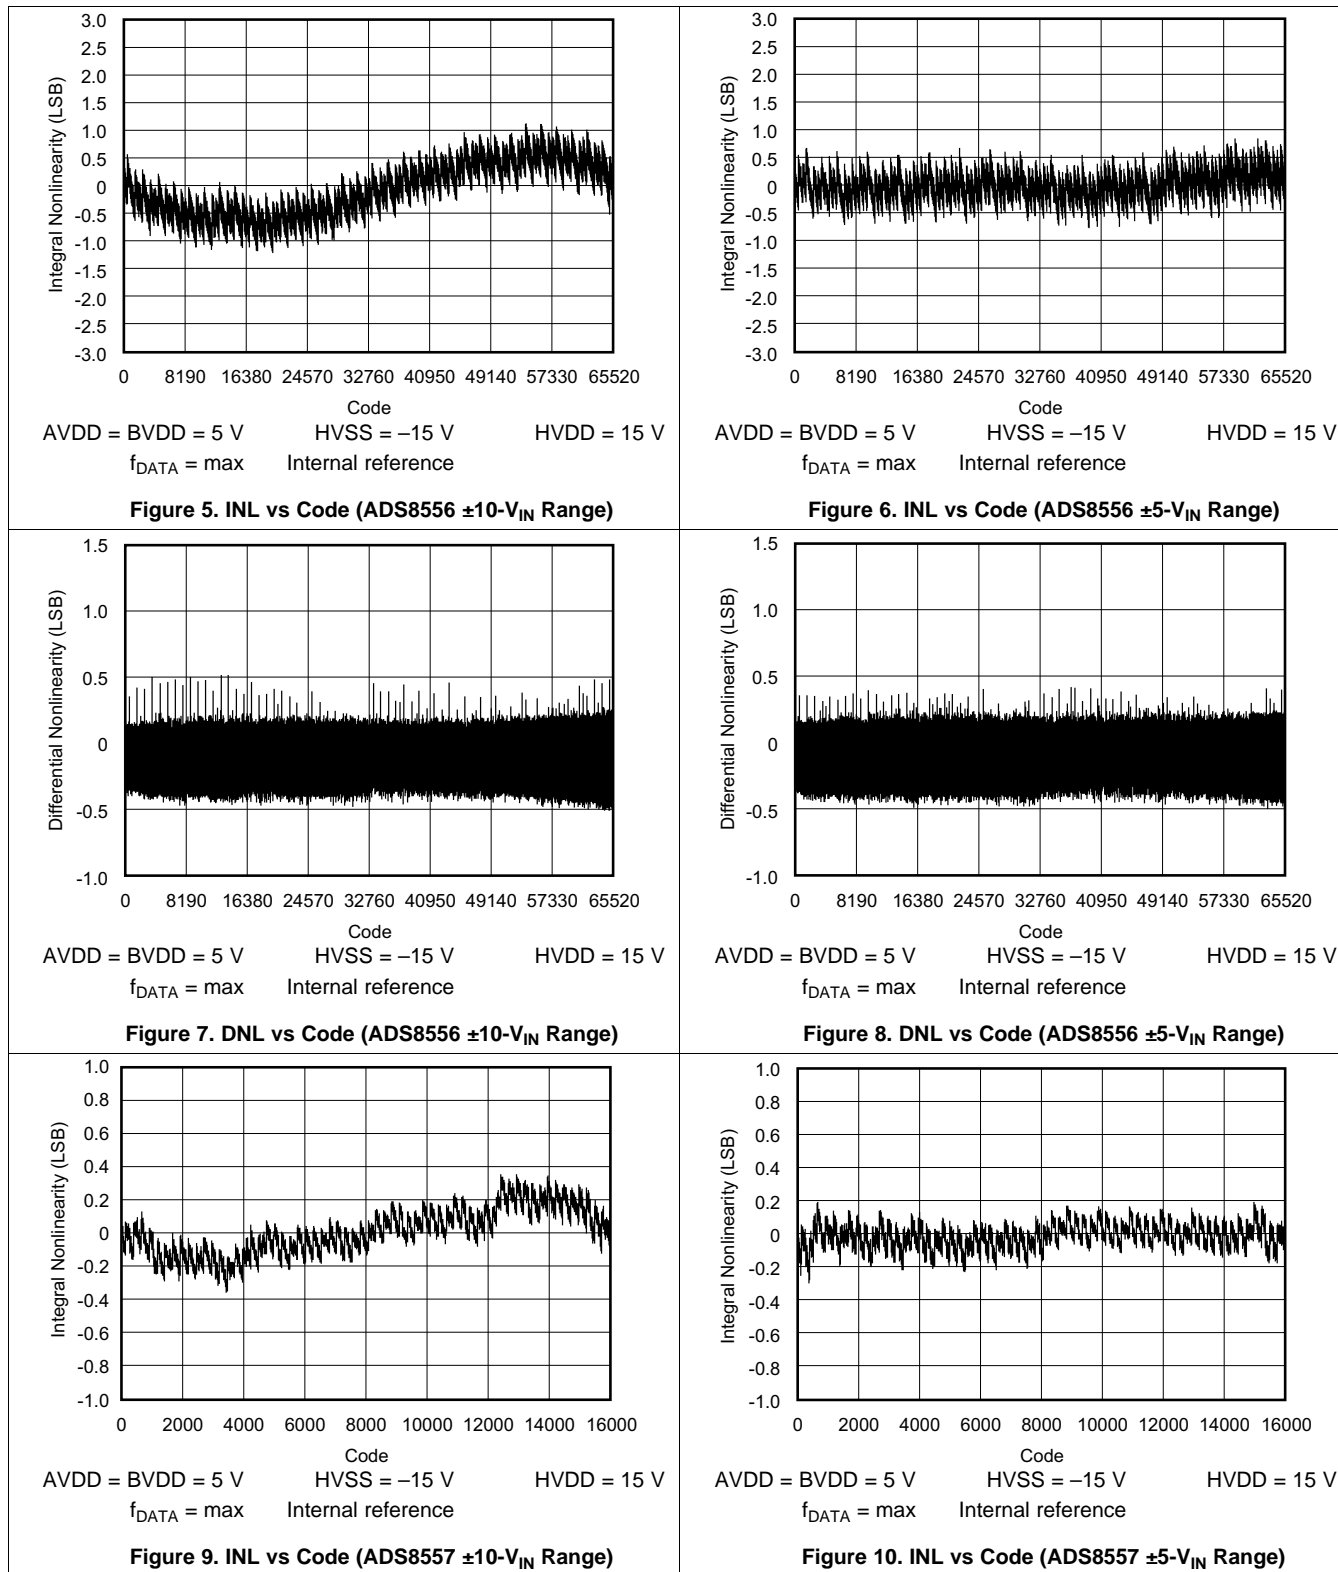 3.0
2.5
2.0
1.5
1.0
0.5
0
-0.5
-1.0
-1.5
-2.0
-2.5
-3.0
Integral Nonlinearity (LSB)
0 8190 16380 24570 32760 40950 49140 57330 65520
Code
AVDD = BVDD = 5 V HVSS = –15 V HVDD = 15 V
fDATA = max Internal reference
Figure 5. INL vs Code (ADS8556 ±10-VIN Range)
3.0
2.5
2.0
1.5
1.0
0.5
0
-0.5
-1.0
-1.5
-2.0
-2.5
-3.0
Integral Nonlinearity (LSB)
0 8190 16380 24570 32760 40950 49140 57330 65520
Code
AVDD = BVDD = 5 V HVSS = –15 V HVDD = 15 V
fDATA = max Internal reference
Figure 6. INL vs Code (ADS8556 ±5-VIN Range)
1.5
1.0
0.5
0
-0.5
-1.0
Differential Nonlinearity (LSB)
0 8190 16380 24570 32760 40950 49140 57330 65520
Code
AVDD = BVDD = 5 V HVSS = –15 V HVDD = 15 V
fDATA = max Internal reference
Figure 7. DNL vs Code (ADS8556 ±10-VIN Range)
1.5
1.0
0.5
0
-0.5
-1.0
Differential Nonlinearity (LSB)
0 8190 16380 24570 32760 40950 49140 57330 65520
Code
AVDD = BVDD = 5 V HVSS = –15 V HVDD = 15 V
fDATA = max Internal reference
Figure 8. DNL vs Code (ADS8556 ±5-VIN Range)
1.0
0.8
0.6
0.4
0.2
0
-0.2
-0.4
-0.6
-0.8
-1.0
Integral Nonlinearity (LSB)
0 2000 4000 6000 8000 10000 12000 14000 16000
Code
AVDD = BVDD = 5 V HVSS = –15 V HVDD = 15 V
fDATA = max Internal reference
Figure 9. INL vs Code (ADS8557 ±10-VIN Range)
1.0
0.8
0.6
0.4
0.2
0
-0.2
-0.4
-0.6
-0.8
-1.0
Integral Nonlinearity (LSB)
0 2000 4000 6000 8000 10000 12000 14000 16000
Code
AVDD = BVDD = 5 V HVSS = –15 V HVDD = 15 V
fDATA = max Internal reference
Figure 10. INL vs Code (ADS8557 ±5-VIN Range)